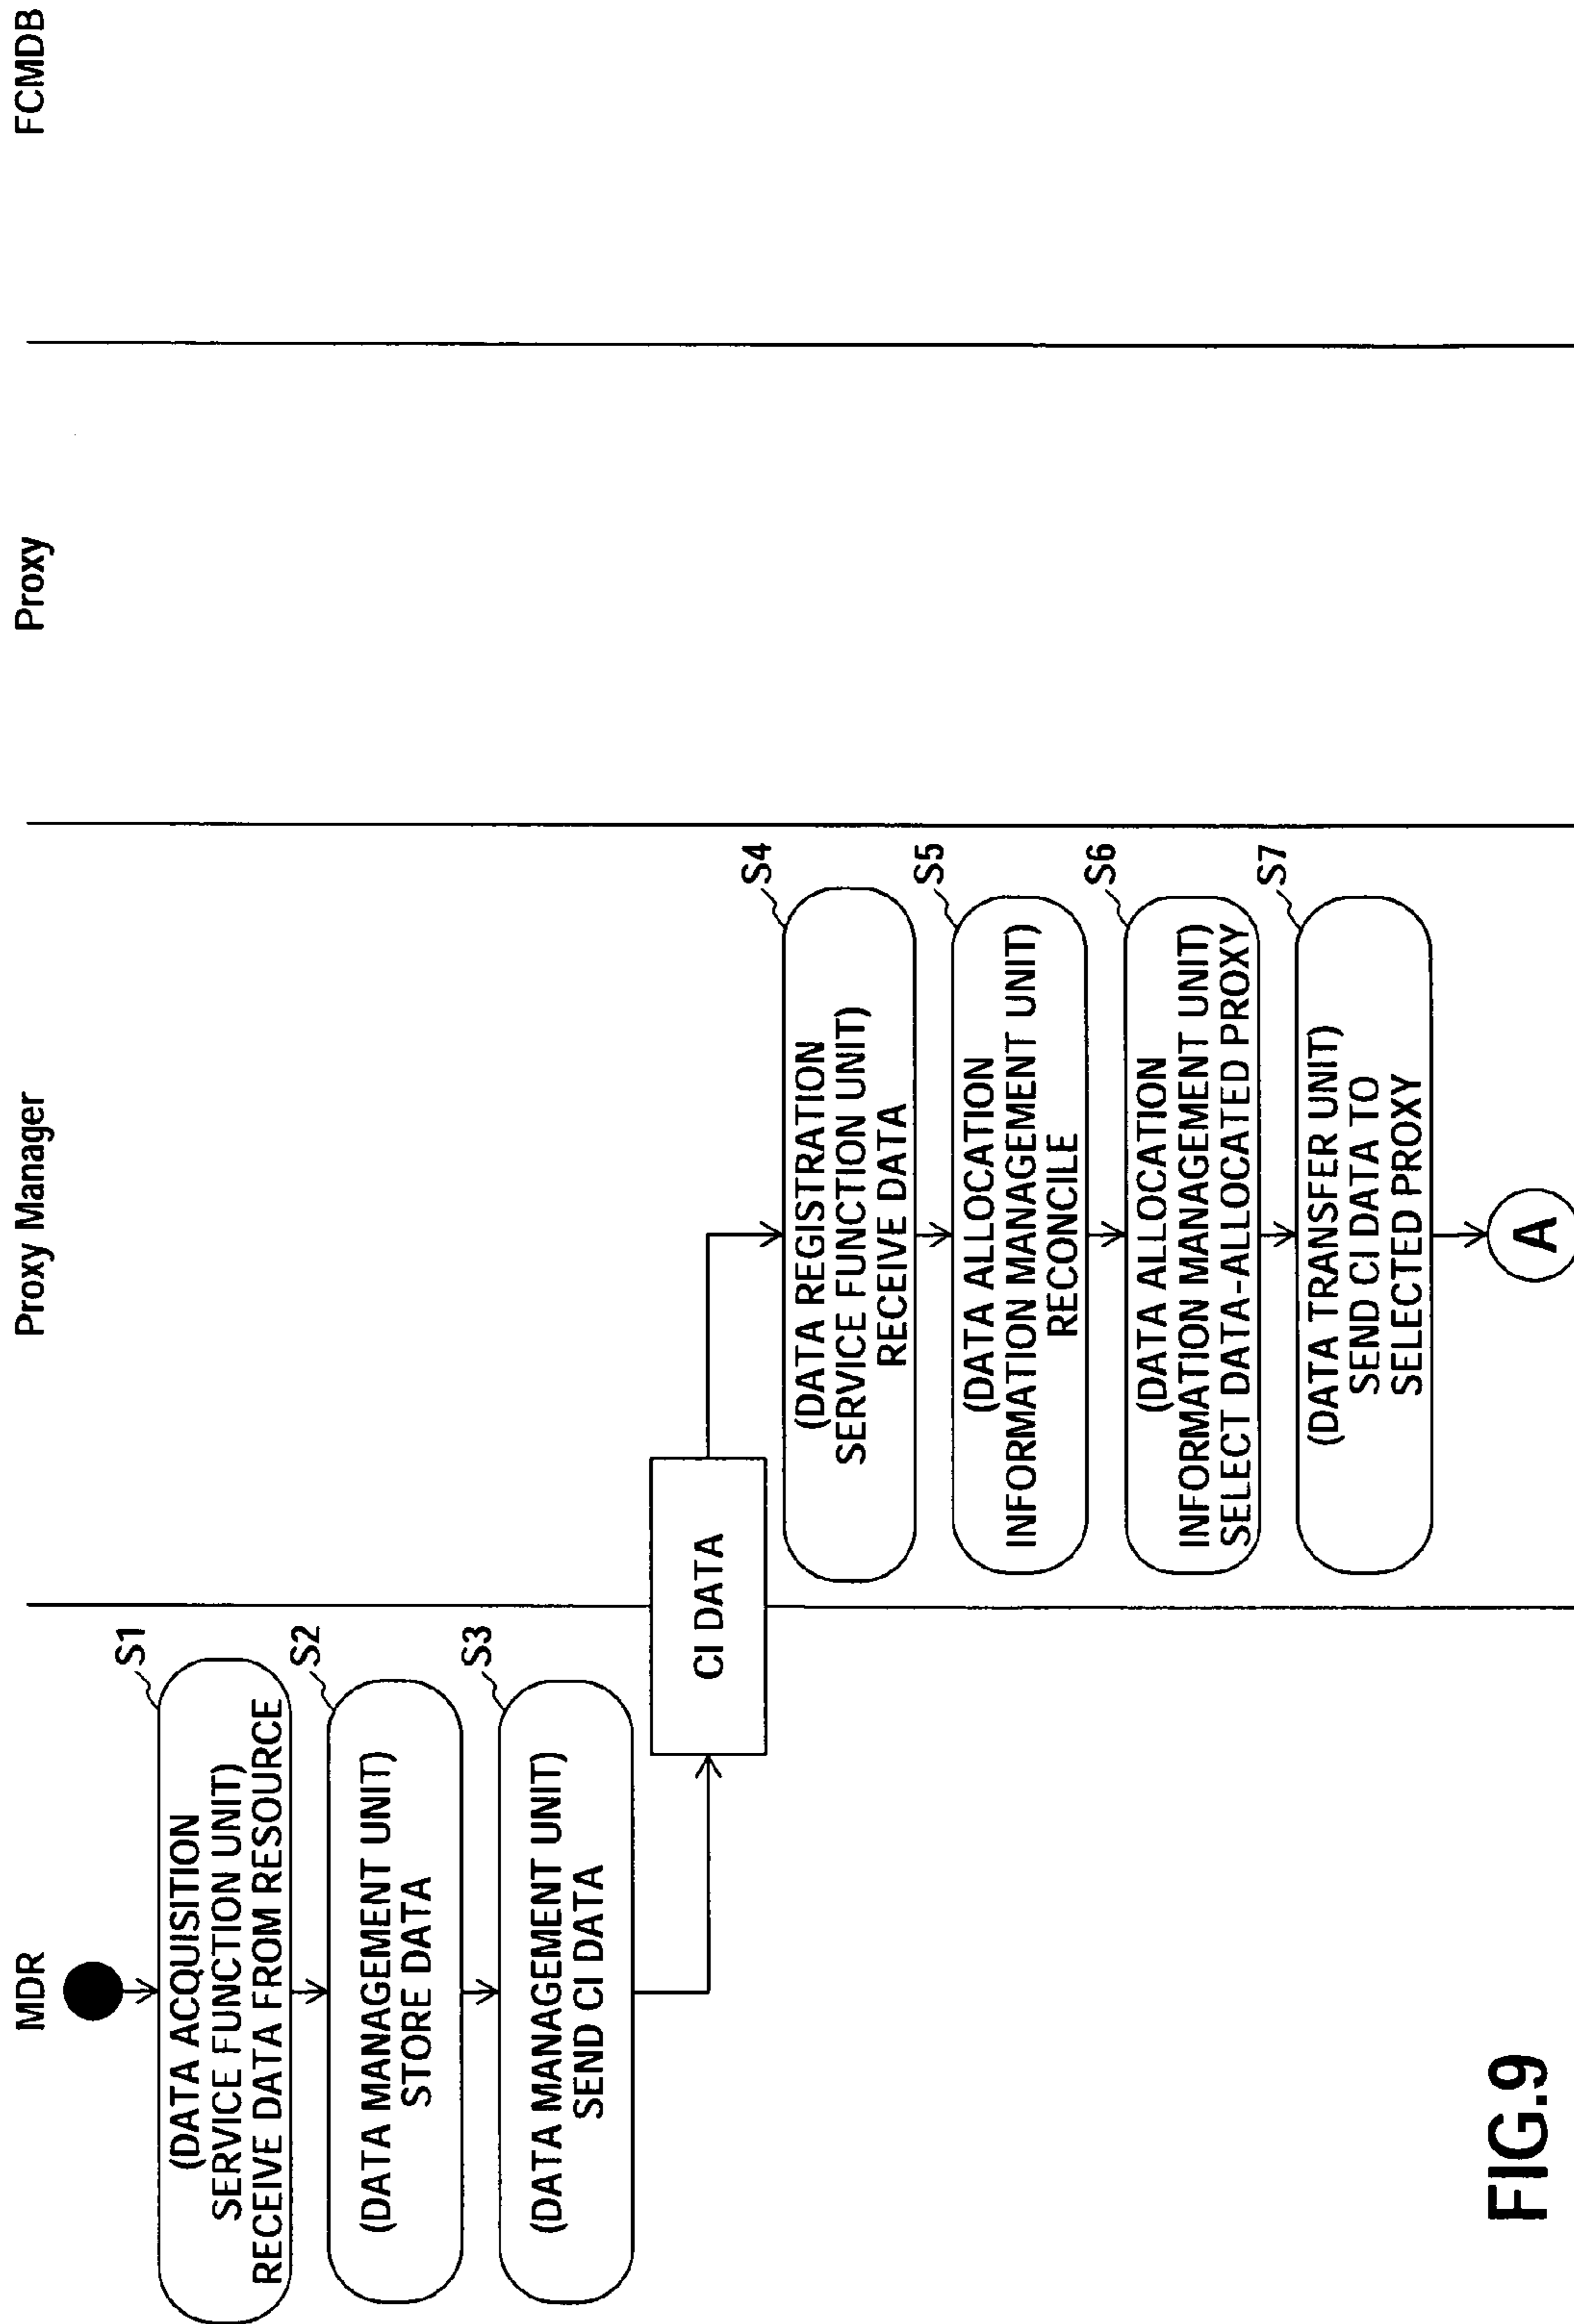 MDR
Proxy Manager
Proxy
FCMDB
S1
(DATA ACQUISITION
SERVICE FUNCTION UNIT)
RECEIVE DATA FROM RESOURCE
S2
(DATA MANAGEMENT UNIT)
STORE DATA
S3
(DATA MANAGEMENT UNIT)
SEND CI DATA
CI DATA
S4
(DATA REGISTRATION
SERVICE FUNCTION UNIT)
RECEIVE DATA
S5
(DATA ALLOCATION
INFORMATION MANAGEMENT UNIT)
RECONCILE
S6
(DATA ALLOCATION
INFORMATION MANAGEMENT UNIT)
SELECT DATA-ALLOCATED PROXY
S7
(DATA TRANSFER UNIT)
SEND CI DATA TO
SELECTED PROXY
A
FIG.9